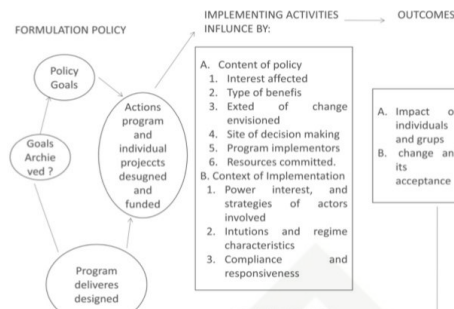 FORMULATION POLICY
IMPLEMENTING ACTIVITIES
INFLUNCE BY:
OUTCOMES
Policy
Goals
Goals
Archie
ved ?
Actions
program
and
individual
projeccts
desugned
and
funded
Program
deliveres
designed
A. Content of policy
1. Interest affected
2. Type of benefis
3. Exted of change
envisioned
4. Site of decision making
5. Program implementors
6. Resources committed.
B. Context of Implementation
1. Power interest, and
strategies of actors
involved
2. Intutions and regime
characteristics
3. Compliance and
responsiveness
A. Impact
individuals
and grups
B. change
its
acceptance